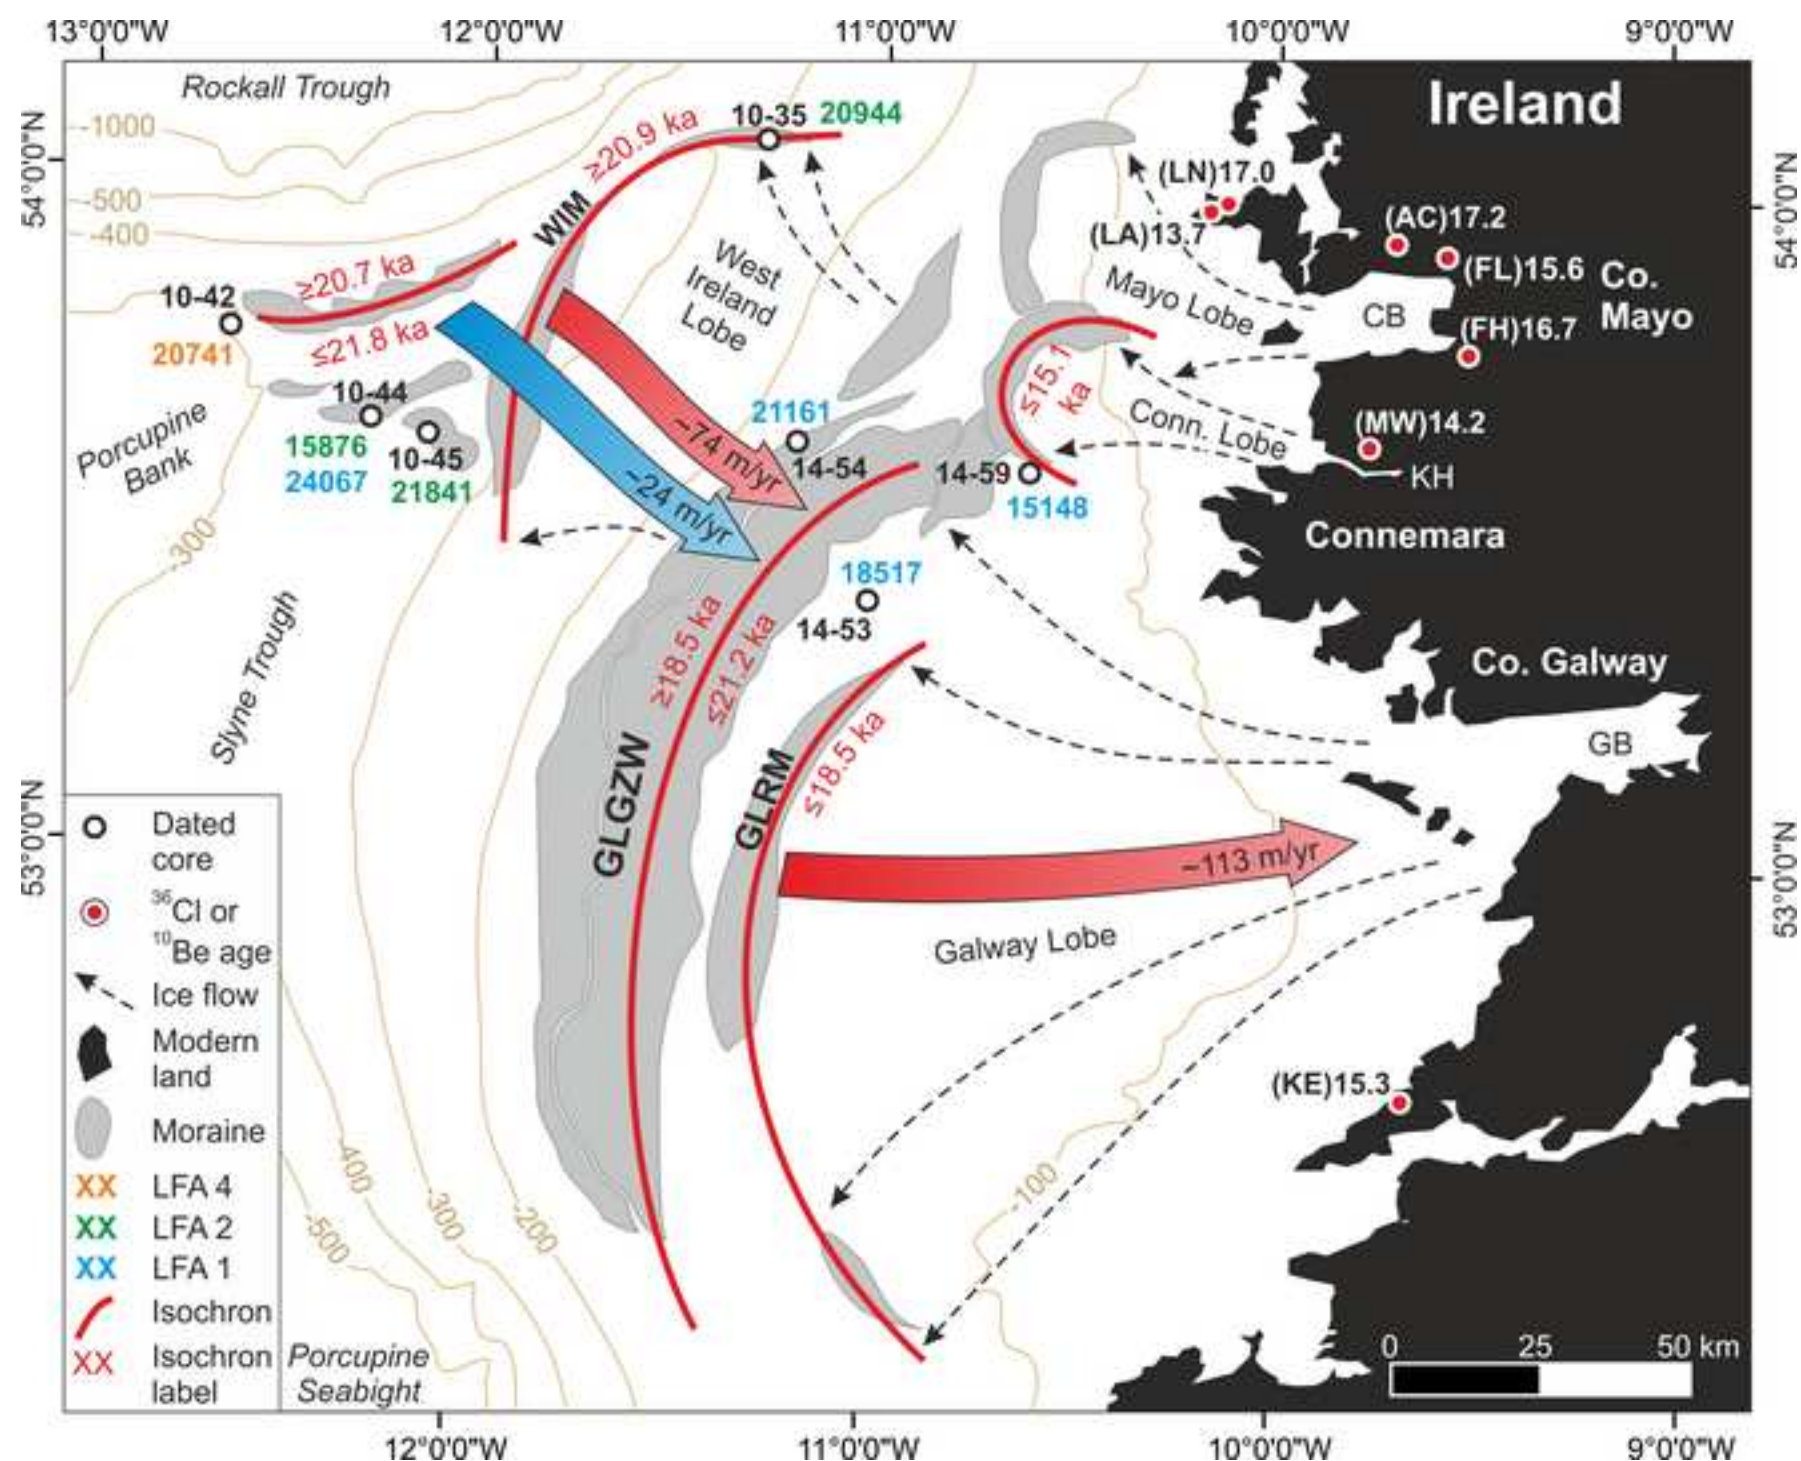 13°0'0"W 12°0'0"W 11°0'0"W 10°0'0"W 9°0'0"W
Rockall Trough
Ireland
-1000
-500
-400
54°0'0"N
54°0'0"N
10-35 20944
≥20.9 ka
WIM
(LN)17.0
(LA)13.7
(AC)17.2
(FL)15.6
Co.
Mayo
CB
(FH)16.7
West
Ireland
Lobe
Mayo Lobe
≥20.7 ka
10-42
20741
≤21.8 ka
10-44
15876
24067
10-45
21841
Porcupine
Bank
-300
~74 m/yr
~24 m/yr
21161
14-54
≤15.1
ka
Conn. Lobe
(MW)14.2
KH
14-59
15148
Connemara
18517
14-53
Slyne Trough
≥18.5 ka
≤21.2 ka
GLGZW
GLRM
≤18.5 ka
Co. Galway
GB
53°0'0"N
53°0'0"N
~113 m/yr
Galway Lobe
(KE)15.3
-100
-400
-500
-300
-200
Dated
core
36Cl or
10Be age
Ice flow
Modern
land
Moraine
XX LFA 4
XX LFA 2
XX LFA 1
Isochron
XX Isochron
label
Porcupine
Seabight
0 25 50 km
12°0'0"W 11°0'0"W 10°0'0"W 9°0'0"W